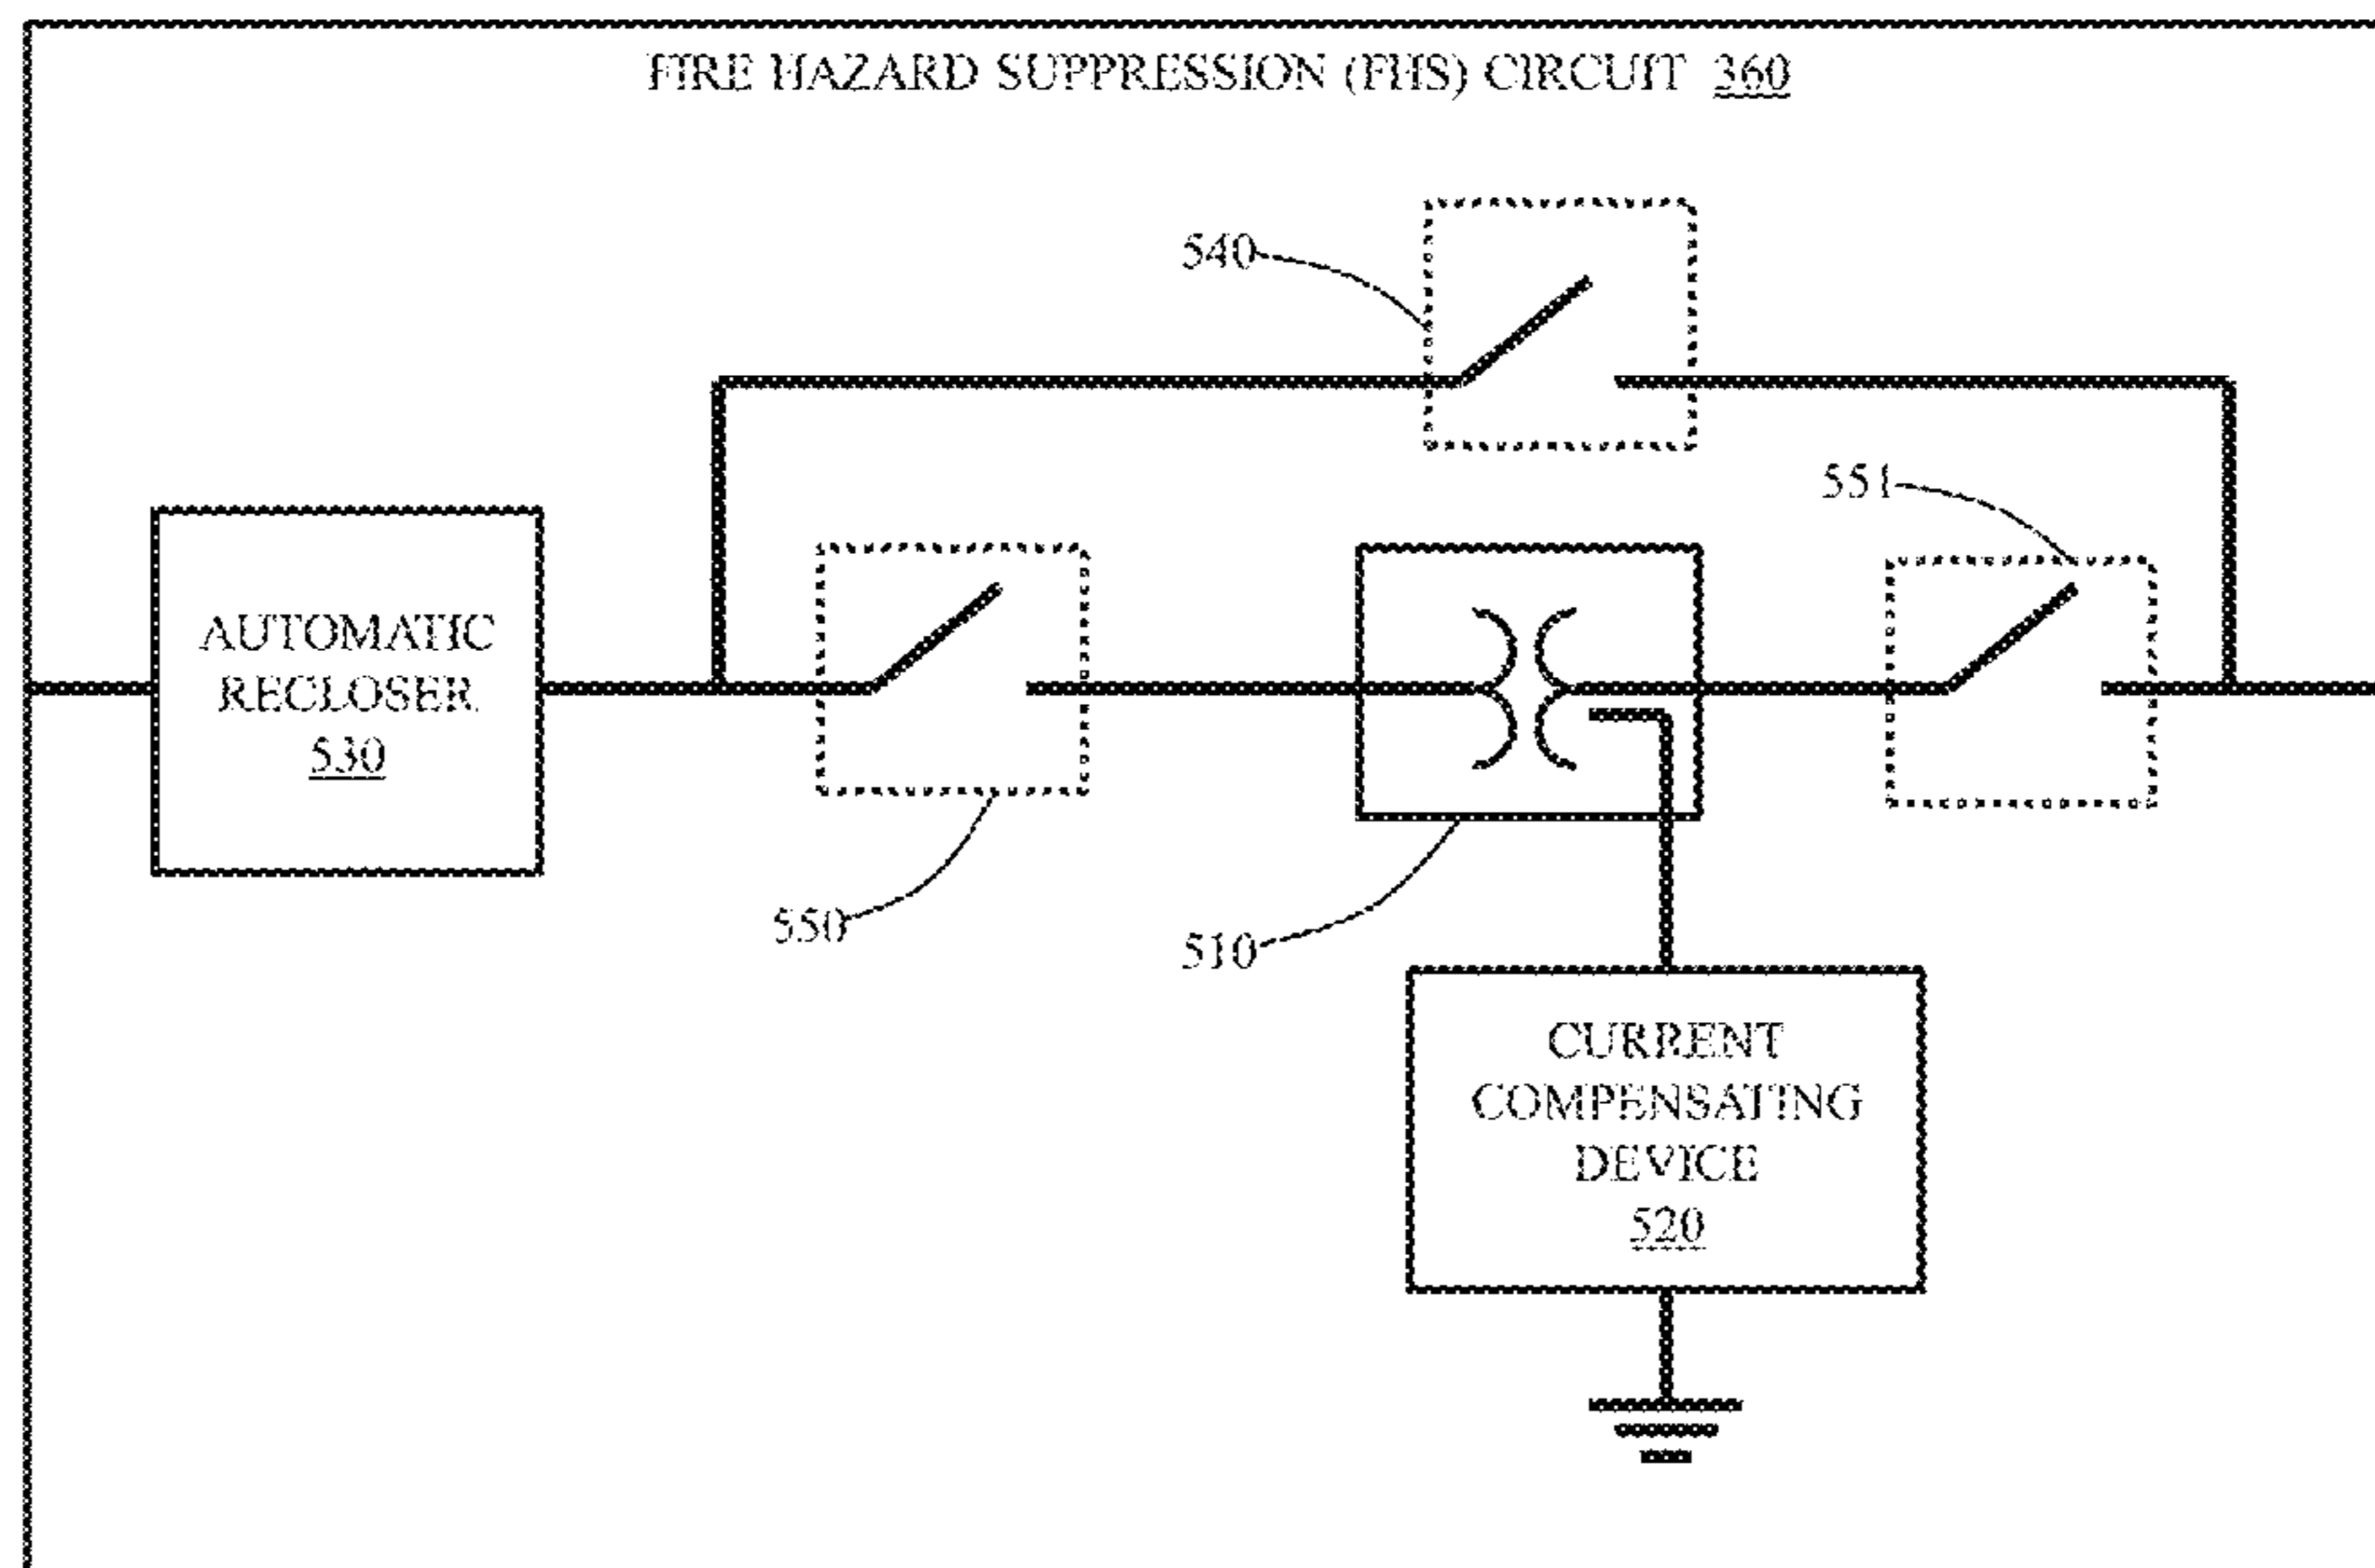 FIRE HAZARD SUPPRESSION (FHS) CIRCUIT 360
540
551
AUTOMATIC
RECLOSER
530
550
510
CURRENT
COMPENSATING
DEVICE
520